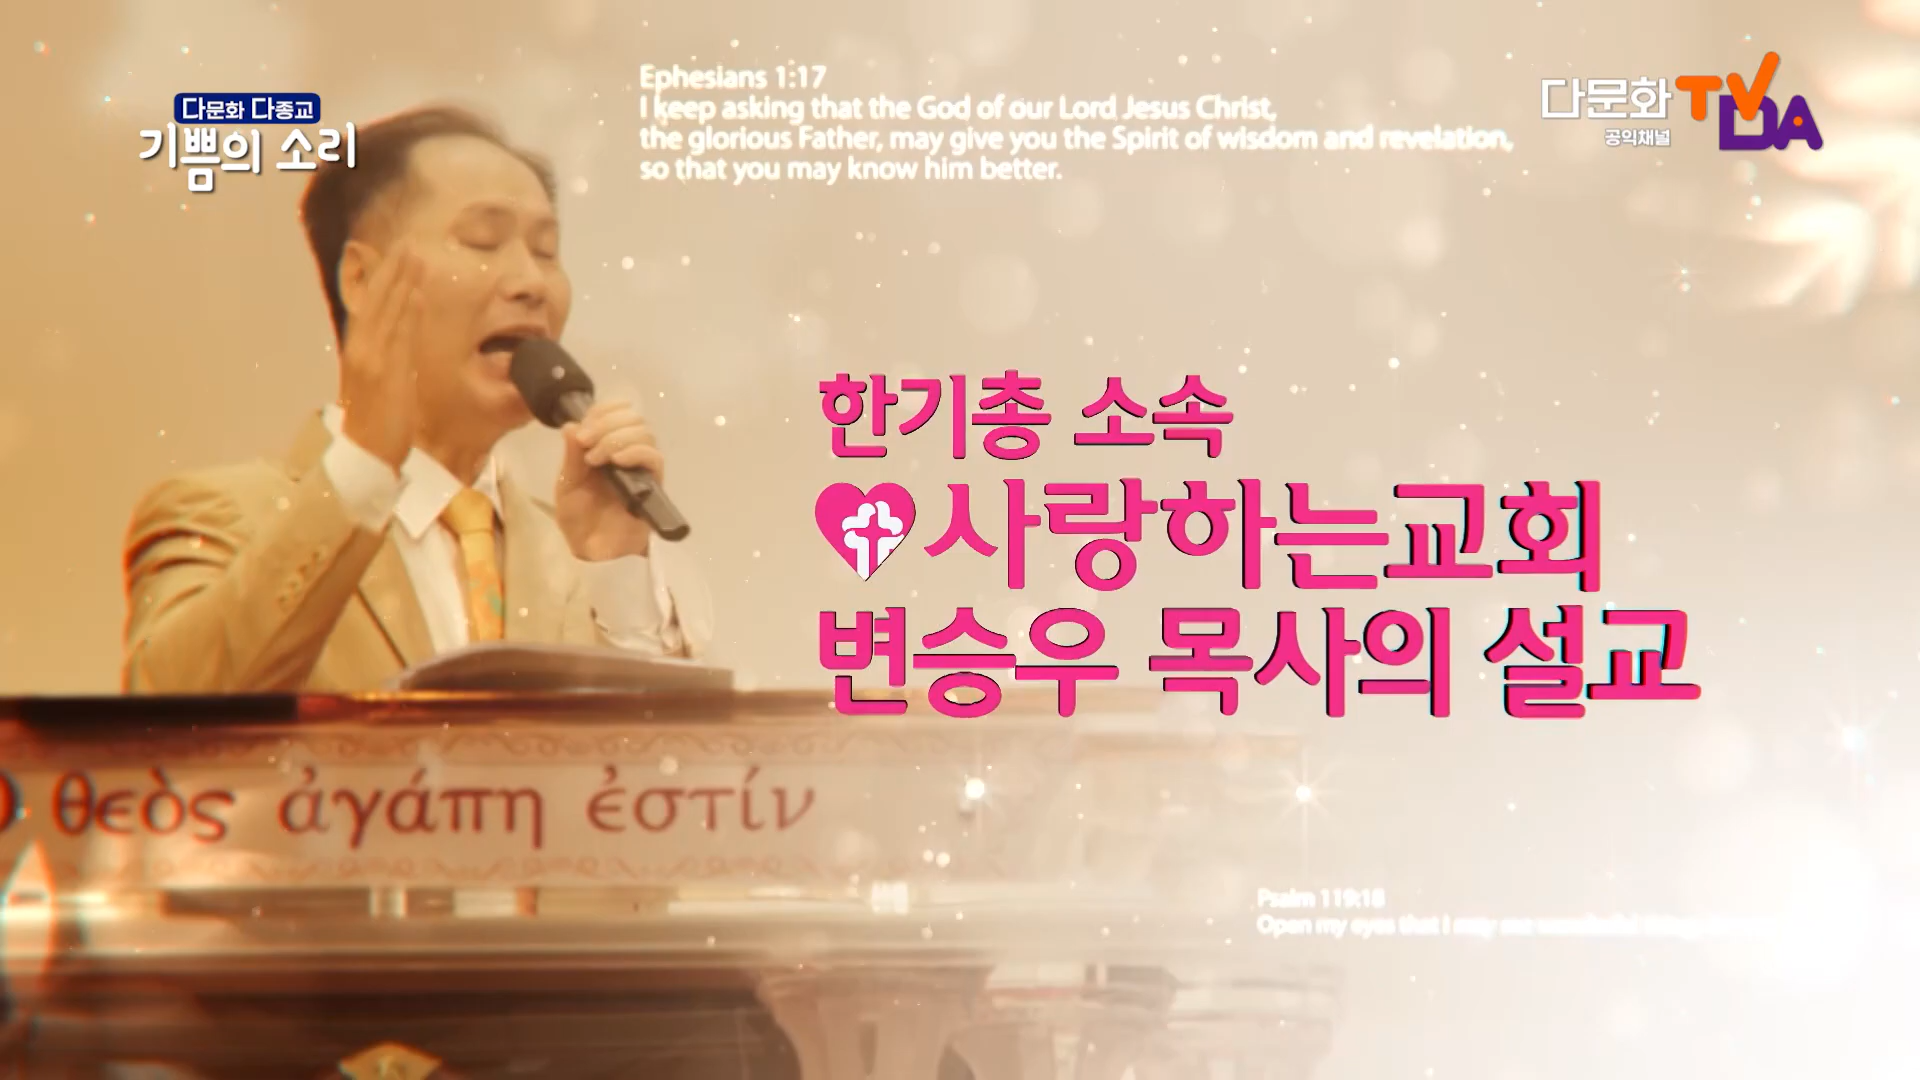 다문화 다종교
기쁨의 소리
Ephesians 1:17
I keep asking that the God of our Lord Jesus Christ,
the glorious Father, may give you the Spirit of wisdom and revelation,
so that you may know him better.
다문화 TV DA
공익채널
한기총 소속
사랑하는교회
변승우 목사의 설교
θεὸς ἀγάπη ἐστίν
Psalm 119:18
Open my eyes that I may see wonderful things